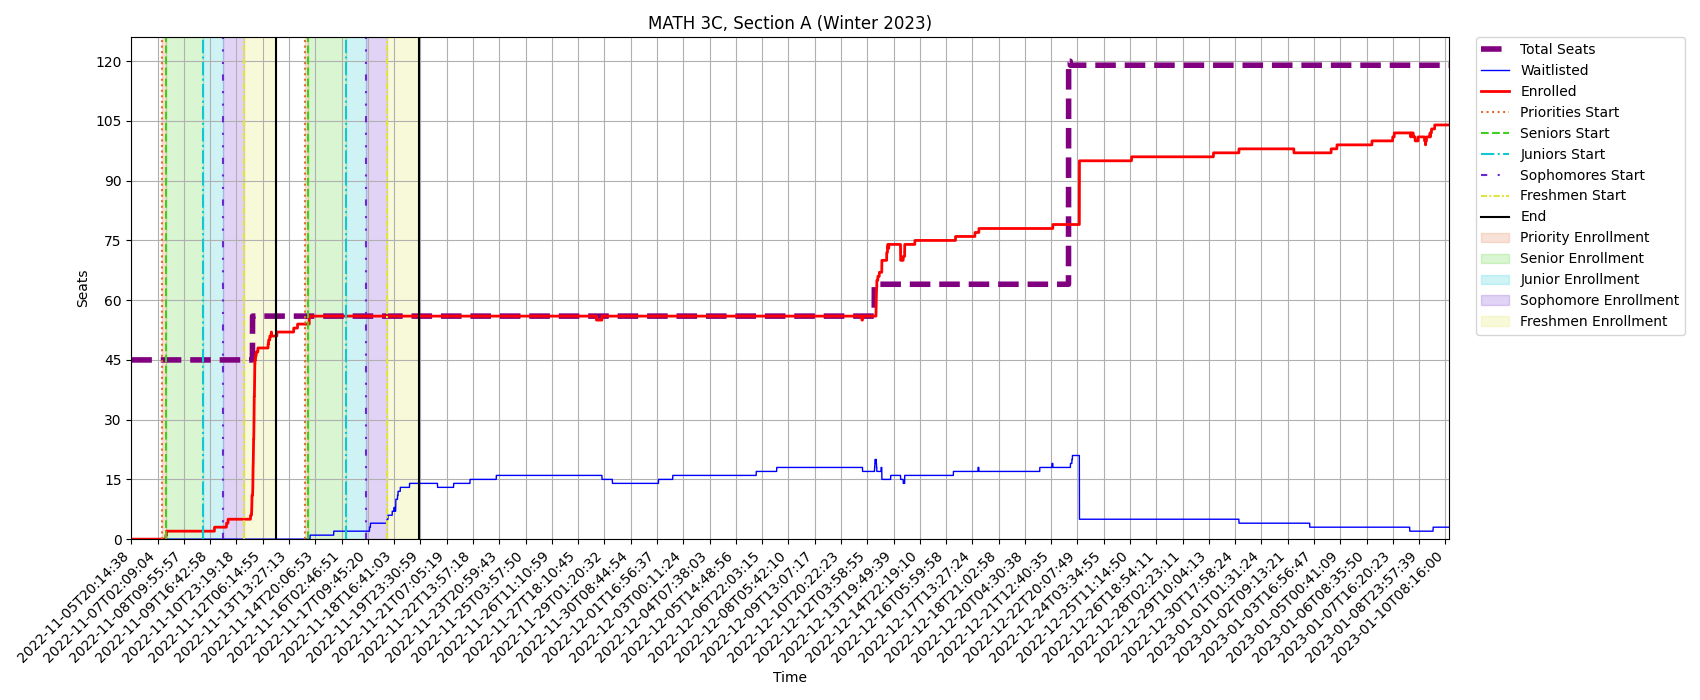 MATH 3C, Section A (Winter 2023)
Seats
120
105
90
75
60
45
30
15
0
2022-11-05T20:14:38
2022-11-07T02:09:04
2022-11-08T09:55:57
2022-11-09T16:42:58
2022-11-10T23:19:18
2022-11-12T06:14:55
2022-11-13T13:27:13
2022-11-14T20:06:53
2022-11-16T02:46:51
2022-11-17T09:45:20
2022-11-18T16:41:03
2022-11-19T23:30:59
2022-11-21T07:05:19
2022-11-22T13:57:18
2022-11-23T20:59:43
2022-11-25T03:57:50
2022-11-26T11:10:59
2022-11-27T18:10:45
2022-11-29T01:20:32
2022-11-30T08:44:54
2022-12-01T16:56:37
2022-12-03T00:11:24
2022-12-04T07:38:03
2022-12-05T14:48:56
2022-12-06T22:03:15
2022-12-08T05:42:10
2022-12-09T13:07:17
2022-12-10T20:22:23
2022-12-12T03:58:55
2022-12-13T10:49:39
2022-12-14T22:19:10
2022-12-16T05:59:58
2022-12-17T13:27:24
2022-12-18T21:02:58
2022-12-20T04:30:38
2022-12-21T12:40:35
2022-12-22T20:07:49
2022-12-24T03:34:55
2022-12-25T11:14:50
2022-12-26T18:54:11
2022-12-28T02:23:11
2022-12-29T10:04:13
2022-12-30T17:58:24
2023-01-01T01:31:24
2023-01-02T09:13:21
2023-01-03T16:56:47
2023-01-05T00:41:09
2023-01-06T08:35:50
2023-01-07T16:20:23
2023-01-08T23:57:39
2023-01-10T08:16:00
Time
Total Seats
Waitlisted
Enrolled
Priorities Start
Seniors Start
Juniors Start
Sophomores Start
Freshmen Start
End
Priority Enrollment
Senior Enrollment
Junior Enrollment
Sophomore Enrollment
Freshmen Enrollment